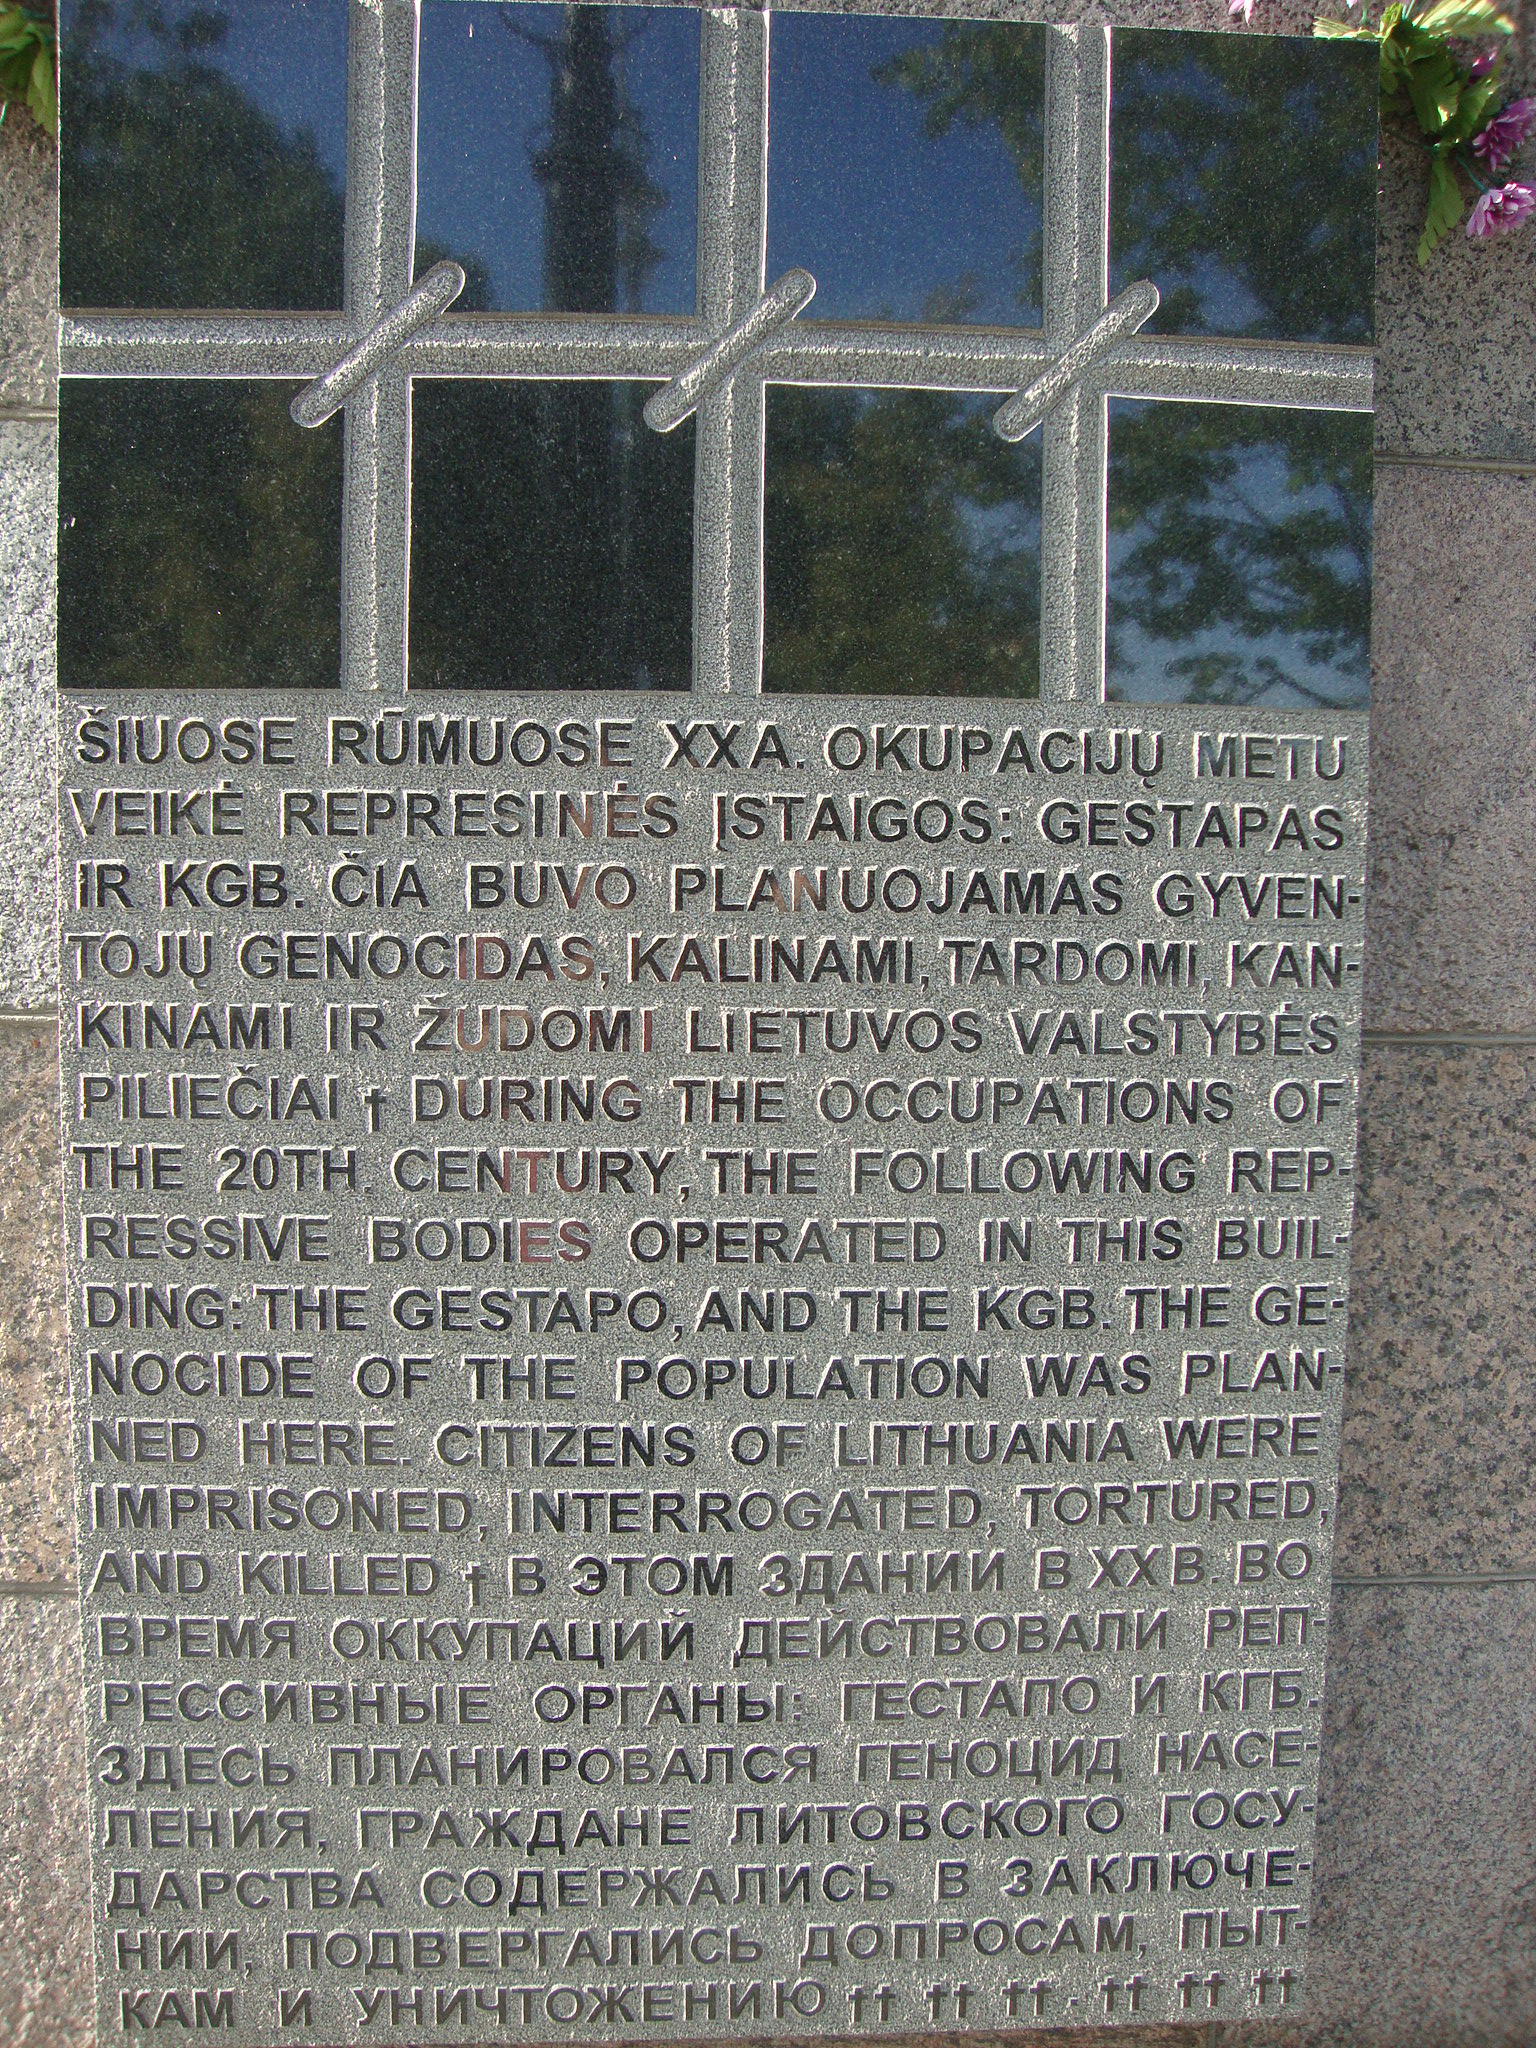 ŠIUOSE RŪMUOSE XXA. OKUPACIJŲ METU
VEIKĖ REPRESINĖS ĮSTAIGOS: GESTAPAS
IR KGB. ČIA BUVO PLANUOJAMAS GYVEN-
TOJŲ GENOCIDAS, KALINAMI, TARDOMI, KAN-
KINAMI IR ŽUDOMI LIETUVOS VALSTYBĖS
PILIEČIAI † DURING THE OCCUPATIONS OF
THE 20TH. CENTURY, THE FOLLOWING REP-
RESSIVE BODIES OPERATED IN THIS BUIL-
DING: THE GESTAPO, AND THE KGB. THE GE-
NOCIDE OF THE POPULATION WAS PLAN-
NED HERE. CITIZENS OF LITHUANIA WERE
IMPRISONED, INTERROGATED, TORTURED,
AND KILLED † В ЭТОМ ЗДАНИИ В XX В. ВО
ВРЕМЯ ОККУПАЦИЙ ДЕЙСТВОВАЛИ РЕП-
РЕССИВНЫЕ ОРГАНЫ: ГЕСТАПО И КГБ.
ЗДЕСЬ ПЛАНИРОВАЛСЯ ГЕНОЦИД НАСЕ-
ЛЕНИЯ, ГРАЖДАНЕ ЛИТОВСКОГО ГОСУ-
ДАРСТВА СОДЕРЖАЛИСЬ В ЗАКЛЮЧЕ-
НИИ, ПОДВЕРГАЛИСЬ ДОПРОСАМ, ПЫТ-
КАМ И УНИЧТОЖЕНИЮ †† †† †† . †† †† ††